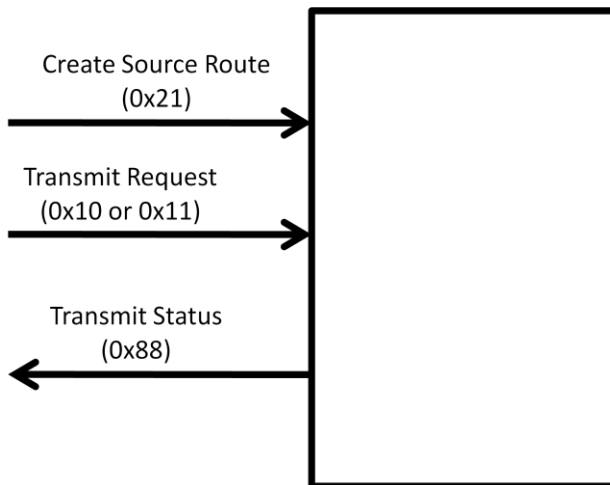 Create Source Route
(0x21)
Transmit Request
(0x10 or 0x11)
Transmit Status
(0x88)